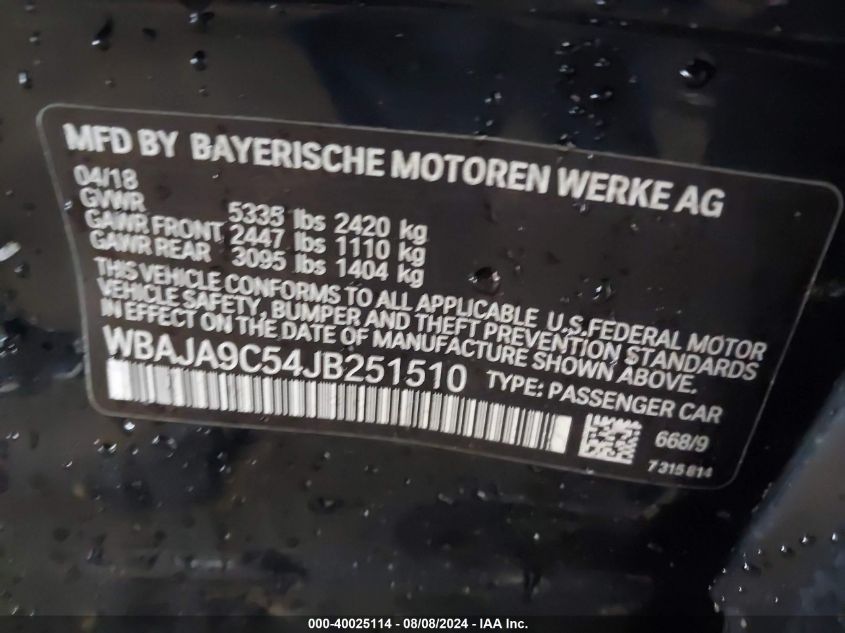 MFD BY BAYERISCHE MOTOREN WERKE AG
04/18
GVWR 5335 lbs 2420 kg
GAWR FRONT 2447 lbs 1110 kg
GAWR REAR 3095 lbs 1404 kg
THIS VEHICLE CONFORMS TO ALL APPLICABLE U.S.FEDERAL MOTOR
VEHICLE SAFETY, BUMPER AND THEFT PREVENTION STANDARDS
IN EFFECT ON THE DATE OF MANUFACTURE SHOWN ABOVE.
WBAJA9C54JB251510 TYPE: PASSENGER CAR
668/9
7 315 814
000-40025114 - 08/08/2024 - IAA Inc.